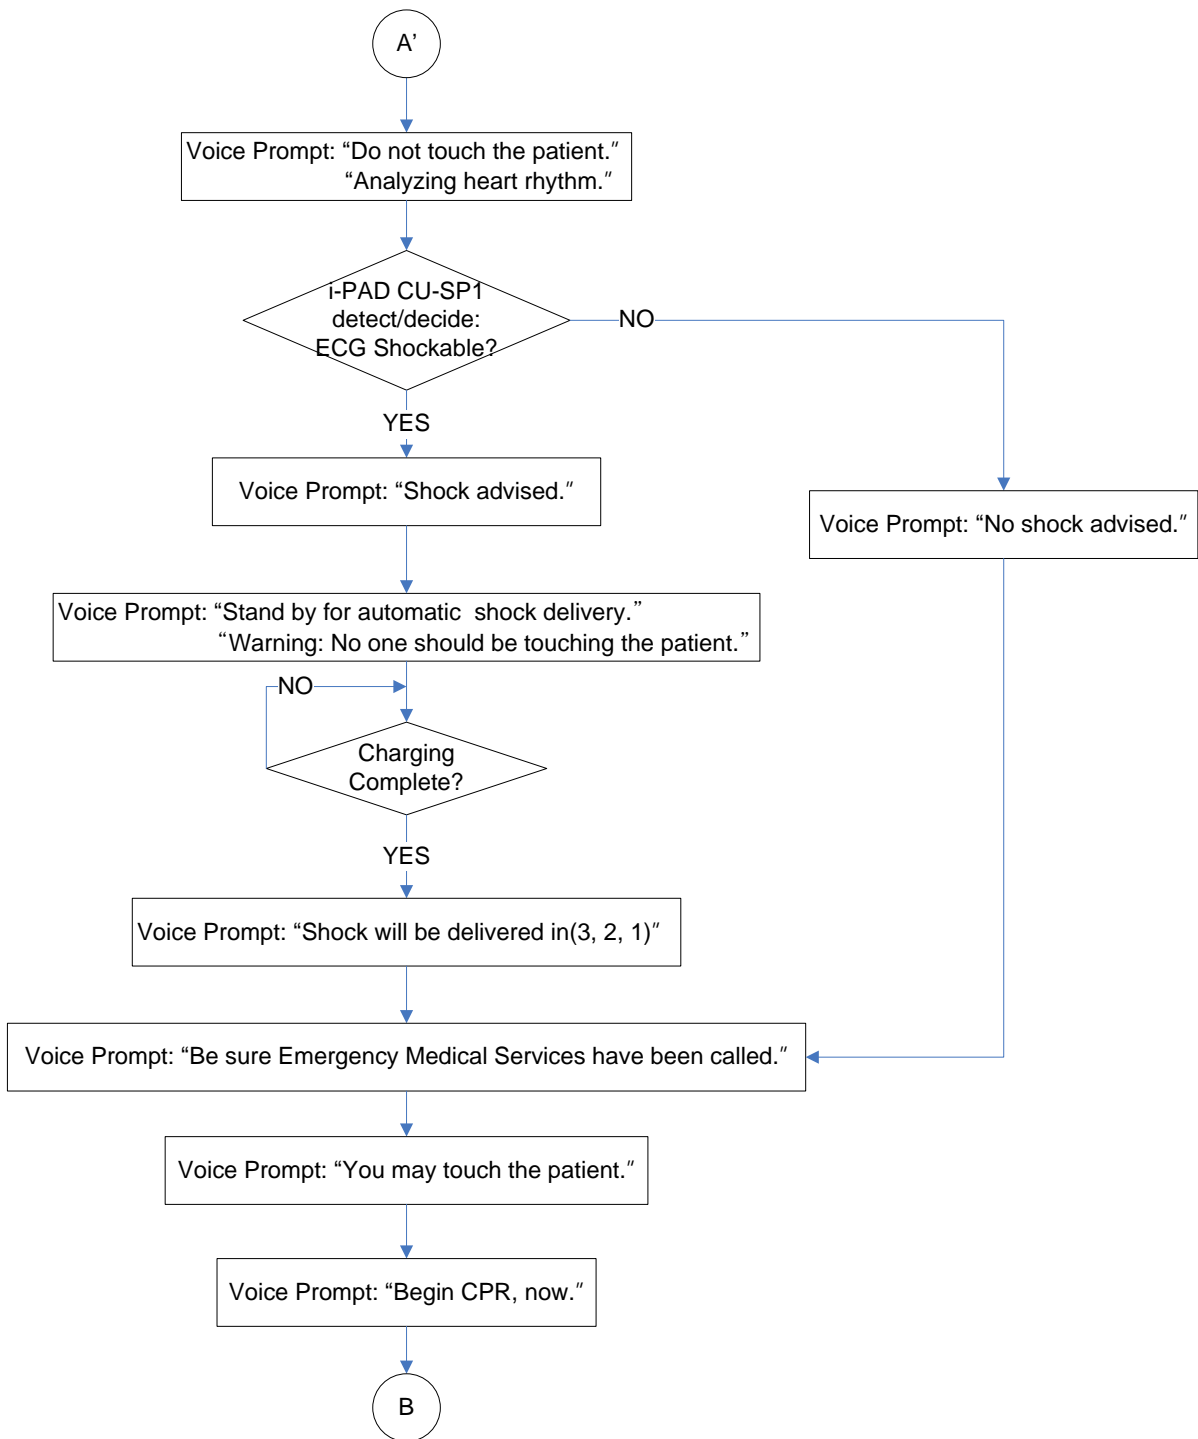 A’
Voice Prompt: “Do not touch the patient.”
“Analyzing heart rhythm.”
i-PAD CU-SP1
detect/decide:
ECG Shockable?
NO
YES
Voice Prompt: “Shock advised.”
Voice Prompt: “No shock advised.”
Voice Prompt: “Stand by for automatic  shock delivery.”
“Warning: No one should be touching the patient.”
NO
Charging
Complete?
YES
Voice Prompt: “Shock will be delivered in(3, 2, 1)”
Voice Prompt: “Be sure Emergency Medical Services have been called.”
Voice Prompt: “You may touch the patient.”
Voice Prompt: “Begin CPR, now.”
B